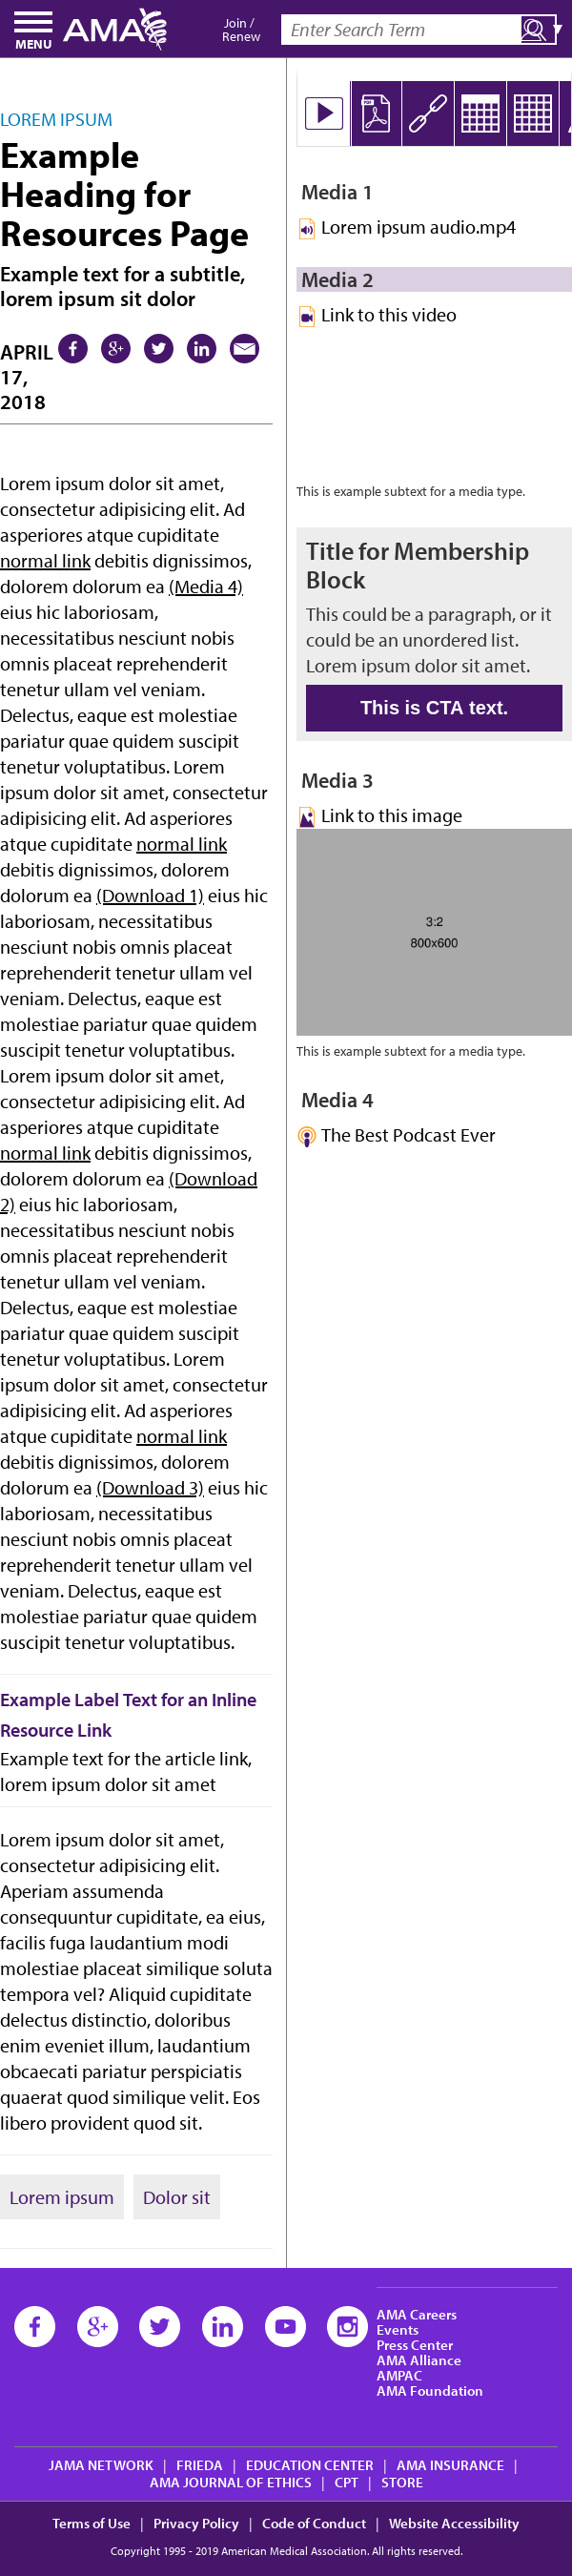 MENU
AMA
Join /
Renew
Enter Search Term
LOREM IPSUM
Example
Heading for
Resources Page
Example text for a subtitle,
lorem ipsum sit dolor
APRIL
17,
2018
Lorem ipsum dolor sit amet,
consectetur adipisicing elit. Ad
asperiores atque cupiditate
normal link debitis dignissimos,
dolorem dolorum ea (Media 4)
eius hic laboriosam,
necessitatibus nesciunt nobis
omnis placeat reprehenderit
tenetur ullam vel veniam.
Delectus, eaque est molestiae
pariatur quae quidem suscipit
tenetur voluptatibus. Lorem
ipsum dolor sit amet, consectetur
adipisicing elit. Ad asperiores
atque cupiditate normal link
debitis dignissimos, dolorem
dolorum ea (Download 1) eius hic
laboriosam, necessitatibus
nesciunt nobis omnis placeat
reprehenderit tenetur ullam vel
veniam. Delectus, eaque est
molestiae pariatur quae quidem
suscipit tenetur voluptatibus.
Lorem ipsum dolor sit amet,
consectetur adipisicing elit. Ad
asperiores atque cupiditate
normal link debitis dignissimos,
dolorem dolorum ea (Download
2) eius hic laboriosam,
necessitatibus nesciunt nobis
omnis placeat reprehenderit
tenetur ullam vel veniam.
Delectus, eaque est molestiae
pariatur quae quidem suscipit
tenetur voluptatibus. Lorem
ipsum dolor sit amet, consectetur
adipisicing elit. Ad asperiores
atque cupiditate normal link
debitis dignissimos, dolorem
dolorum ea (Download 3) eius hic
laboriosam, necessitatibus
nesciunt nobis omnis placeat
reprehenderit tenetur ullam vel
veniam. Delectus, eaque est
molestiae pariatur quae quidem
suscipit tenetur voluptatibus.
Example Label Text for an Inline
Resource Link
Example text for the article link,
lorem ipsum dolor sit amet
Lorem ipsum dolor sit amet,
consectetur adipisicing elit.
Aperiam assumenda
consequuntur cupiditate, ea eius,
facilis fuga laudantium modi
molestiae placeat similique soluta
tempora vel? Aliquid cupiditate
delectus distinctio, doloribus
enim eveniet illum, laudantium
obcaecati pariatur perspiciatis
quaerat quod similique velit. Eos
libero provident quod sit.
Lorem ipsum Dolor sit
PDF
Media 1
Lorem ipsum audio.mp4
Media 2
Link to this video
This is example subtext for a media type.
Title for Membership
Block
This could be a paragraph, or it
could be an unordered list.
Lorem ipsum dolor sit amet.
This is CTA text.
Media 3
Link to this image
3:2
800x600
This is example subtext for a media type.
Media 4
The Best Podcast Ever
AMA Careers
Events
Press Center
AMA Alliance
AMPAC
AMA Foundation
JAMA NETWORK | FRIEDA | EDUCATION CENTER | AMA INSURANCE |
AMA JOURNAL OF ETHICS | CPT | STORE
Terms of Use | Privacy Policy | Code of Conduct | Website Accessibility
Copyright 1995 - 2019 American Medical Association. All rights reserved.